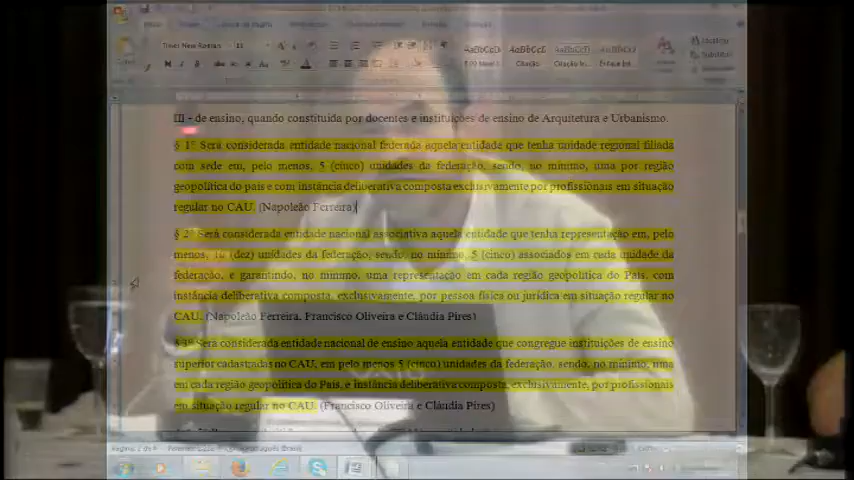 Times New Roman
AaBbCcD AaBbCcD AaBbCcD AaBbCcD
III - de ensino, quando constituída por docentes e instituições de ensino de Arquitetura e Urbanismo.
§ 1º Será considerada entidade nacional federada aquela entidade que tenha unidade regional filiada
com sede em, pelo menos, 5 (cinco) unidades da federação, sendo, no mínimo, uma por região
geopolítica do país e com instância deliberativa composta exclusivamente por profissionais em situação
regular no CAU. (Napoleão Ferreira)
§ 2º Será considerada entidade nacional associativa aquela entidade que tenha representação em, pelo
menos, 10 (dez) unidades da federação, sendo, no mínimo, 5 (cinco) associados em cada unidade da
federação, e garantindo, no mínimo, uma representação em cada região geopolítica do País, com
instância deliberativa composta, exclusivamente, por pessoa física ou jurídica em situação regular no
CAU. (Napoleão Ferreira, Francisco Oliveira e Cláudia Pires)
§ 3º Será considerada entidade nacional de ensino aquela entidade que congregue instituições de ensino
superior cadastradas no CAU, em pelo menos 5 (cinco) unidades da federação, sendo, no mínimo, uma
em cada região geopolítica do País, e instância deliberativa composta, exclusivamente, por profissionais
em situação regular no CAU. (Francisco Oliveira e Cláudia Pires)